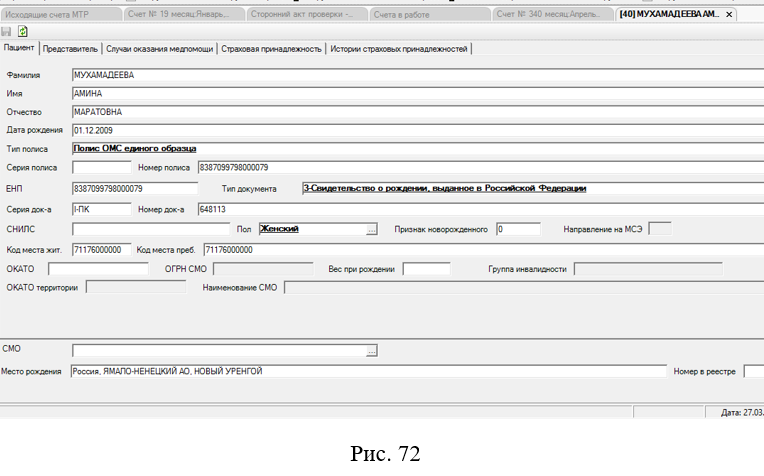 Исходящие счета МТР Счет № 19 месяц:Январь... Сторонний акт проверки -... Счета в работе Счет № 340 месяц:Апрель... [40] МУХАМАДЕЕВА АМ...
Пациент Представитель Случаи оказания медпомощи Страховая принадлежность Истории страховых принадлежностей
Фамилия МУХАМАДЕЕВА
Имя АМИНА
Отчество МАРАТОВНА
Дата рождения 01.12.2009
Тип полиса Полис ОМС единого образца
Серия полиса Номер полиса 8387099798000079
ЕНП 8387099798000079 Тип документа 3-Свидетельство о рождении, выданное в Российской Федерации
Серия док-а I-ПК Номер док-а 648113
СНИЛС Пол Женский ... Признак новорожденного 0 Направление на МСЭ
Код места жит. 71176000000 Код места преб. 71176000000
ОКАТО ОГРН СМО Вес при рождении Группа инвалидности
ОКАТО территории Наименование СМО
СМО ...
Место рождения Россия, ЯМАЛО-НЕНЕЦКИЙ АО, НОВЫЙ УРЕНГОЙ Номер в реестре
Дата: 27.03.
Рис. 72